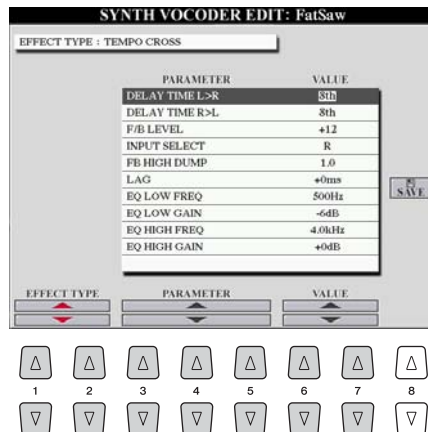 SYNTH VOCODER EDIT: FatSaw
EFFECT TYPE : TEMPO CROSS
PARAMETER VALUE
DELAY TIME L>R 8th
DELAY TIME R>L 8th
F/B LEVEL +12
INPUT SELECT R
FB HIGH DUMP 1.0
LAG +0ms
EQ LOW FREQ 500Hz
EQ LOW GAIN -6dB
EQ HIGH FREQ 4.0kHz
EQ HIGH GAIN +0dB
SAVE
EFFECT TYPE PARAMETER VALUE
1 2 3 4 5 6 7 8